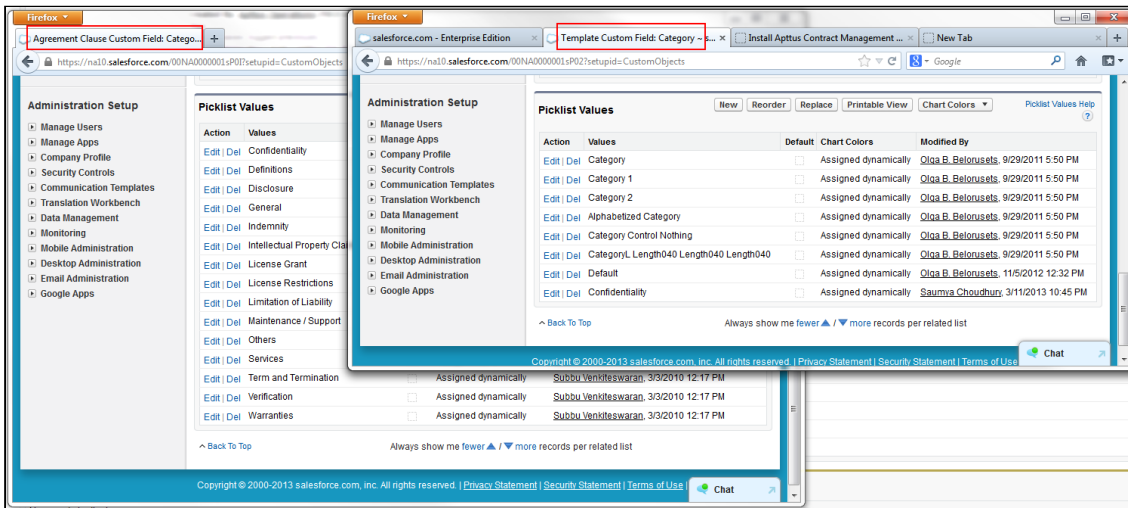 Firefox
Agreement Clause Custom Field: Catego...
https://na10.salesforce.com/00NA0000001sP0I?setupid=CustomObjects
Administration Setup
Manage Users
Manage Apps
Company Profile
Security Controls
Communication Templates
Translation Workbench
Data Management
Monitoring
Mobile Administration
Desktop Administration
Email Administration
Google Apps
Picklist Values
Action Values
Edit | Del Confidentiality
Edit | Del Definitions
Edit | Del Disclosure
Edit | Del General
Edit | Del Indemnity
Edit | Del Intellectual Property Clai
Edit | Del License Grant
Edit | Del License Restrictions
Edit | Del Limitation of Liability
Edit | Del Maintenance / Support
Edit | Del Others
Edit | Del Services
Edit | Del Term and Termination Assigned dynamically Subbu Venkiteswaran, 3/3/2010 12:17 PM
Edit | Del Verification Assigned dynamically Subbu Venkiteswaran, 3/3/2010 12:17 PM
Edit | Del Warranties Assigned dynamically Subbu Venkiteswaran, 3/3/2010 12:17 PM
Back To Top Always show me fewer / more records per related list
Copyright © 2000-2013 salesforce.com, inc. All rights reserved. | Privacy Statement | Security Statement | Terms of Use |
Chat
Firefox
salesforce.com - Enterprise Edition
Template Custom Field: Category ~ s...
Install Apttus Contract Management ...
New Tab
https://na10.salesforce.com/00NA0000001sP02?setupid=CustomObjects
Google
Administration Setup
Manage Users
Manage Apps
Company Profile
Security Controls
Communication Templates
Translation Workbench
Data Management
Monitoring
Mobile Administration
Desktop Administration
Email Administration
Google Apps
Picklist Values New Reorder Replace Printable View Chart Colors Picklist Values Help
Action Values Default Chart Colors Modified By
Edit | Del Category Assigned dynamically Olga B. Belorusets, 9/29/2011 5:50 PM
Edit | Del Category 1 Assigned dynamically Olga B. Belorusets, 9/29/2011 5:50 PM
Edit | Del Category 2 Assigned dynamically Olga B. Belorusets, 9/29/2011 5:50 PM
Edit | Del Alphabetized Category Assigned dynamically Olga B. Belorusets, 9/29/2011 5:50 PM
Edit | Del Category Control Nothing Assigned dynamically Olga B. Belorusets, 9/29/2011 5:50 PM
Edit | Del CategoryL Length040 Length040 Length040 Assigned dynamically Olga B. Belorusets, 9/29/2011 5:50 PM
Edit | Del Default Assigned dynamically Olga B. Belorusets, 11/5/2012 12:32 PM
Edit | Del Confidentiality Assigned dynamically Saumya Choudhury, 3/11/2013 10:45 PM
Back To Top Always show me fewer / more records per related list
Copyright © 2000-2013 salesforce.com, inc. All rights reserved. | Privacy Statement | Security Statement | Terms of Use
Chat